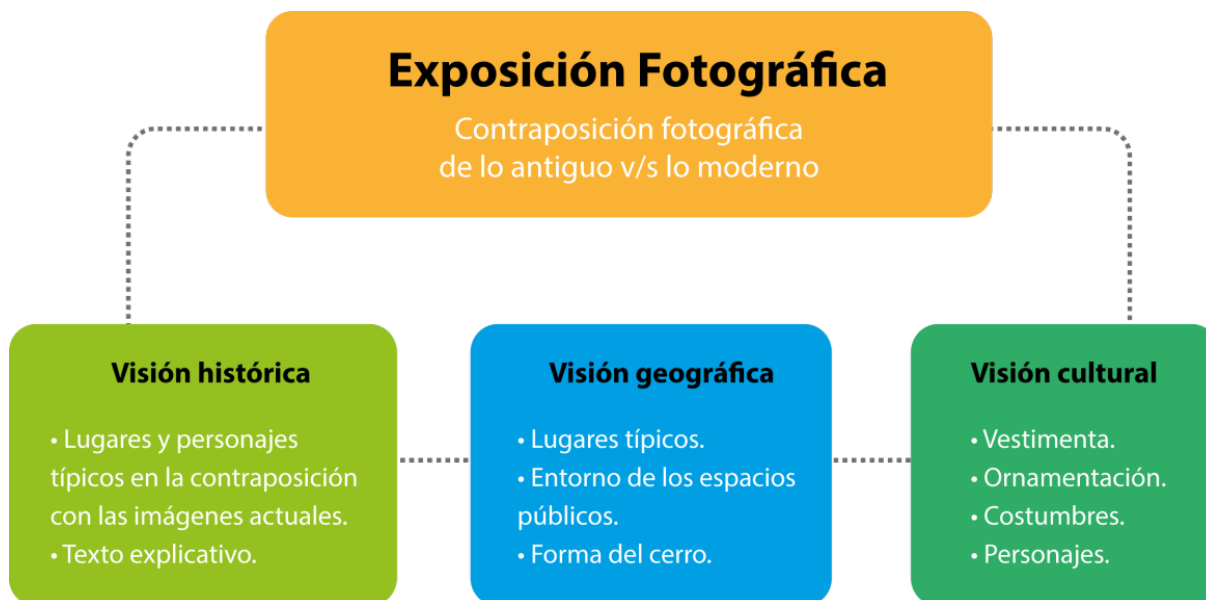 Exposición Fotográfica
Contraposición fotográfica
de lo antiguo v/s lo moderno
Visión histórica
• Lugares y personajes
típicos en la contraposición
con las imágenes actuales.
• Texto explicativo.
Visión geográfica
• Lugares típicos.
• Entorno de los espacios
públicos.
• Forma del cerro.
Visión cultural
• Vestimenta.
• Ornamentación.
• Costumbres.
• Personajes.